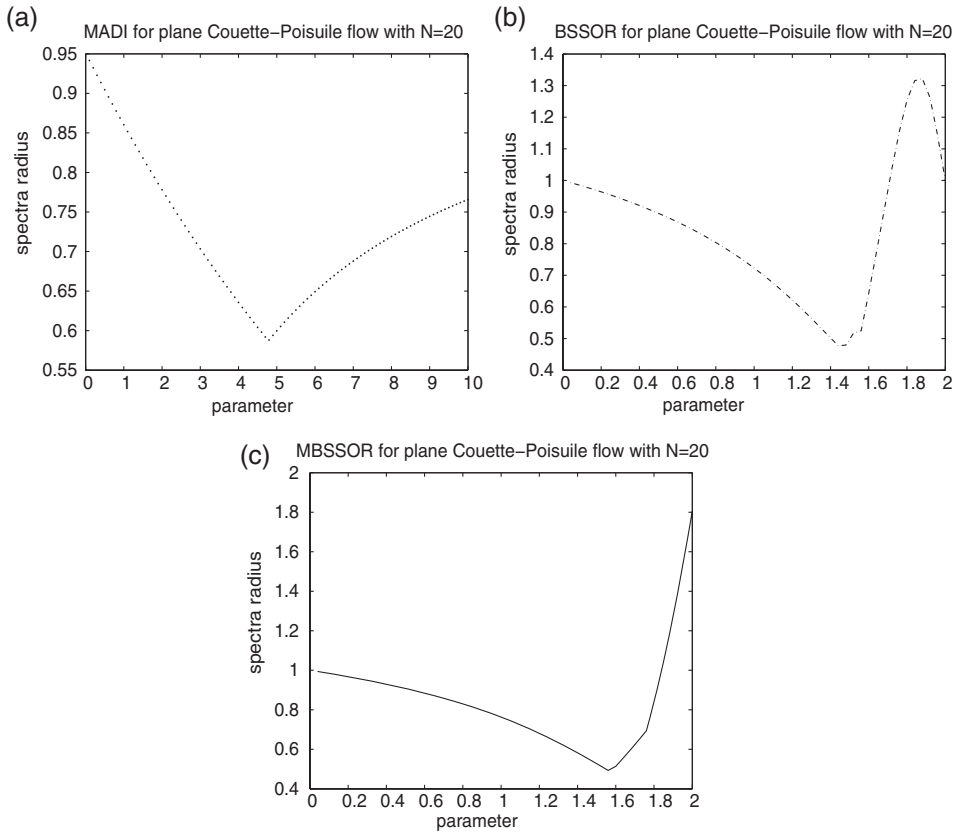 (a)
MADI for plane Couette−Poisuile flow with N=20
0.95
0.9
0.85
0.8
0.75
0.7
0.65
0.6
0.55
spectra radius
0 1 2 3 4 5 6 7 8 9 10
parameter
(b)
BSSOR for plane Couette−Poisuile flow with N=20
1.4
1.3
1.2
1.1
1
0.9
0.8
0.7
0.6
0.5
0.4
spectra radius
0 0.2 0.4 0.6 0.8 1 1.2 1.4 1.6 1.8 2
parameter
(c)
MBSSOR for plane Couette−Poisuile flow with N=20
2
1.8
1.6
1.4
1.2
1
0.8
0.6
0.4
spectra radius
0 0.2 0.4 0.6 0.8 1 1.2 1.4 1.6 1.8 2
parameter